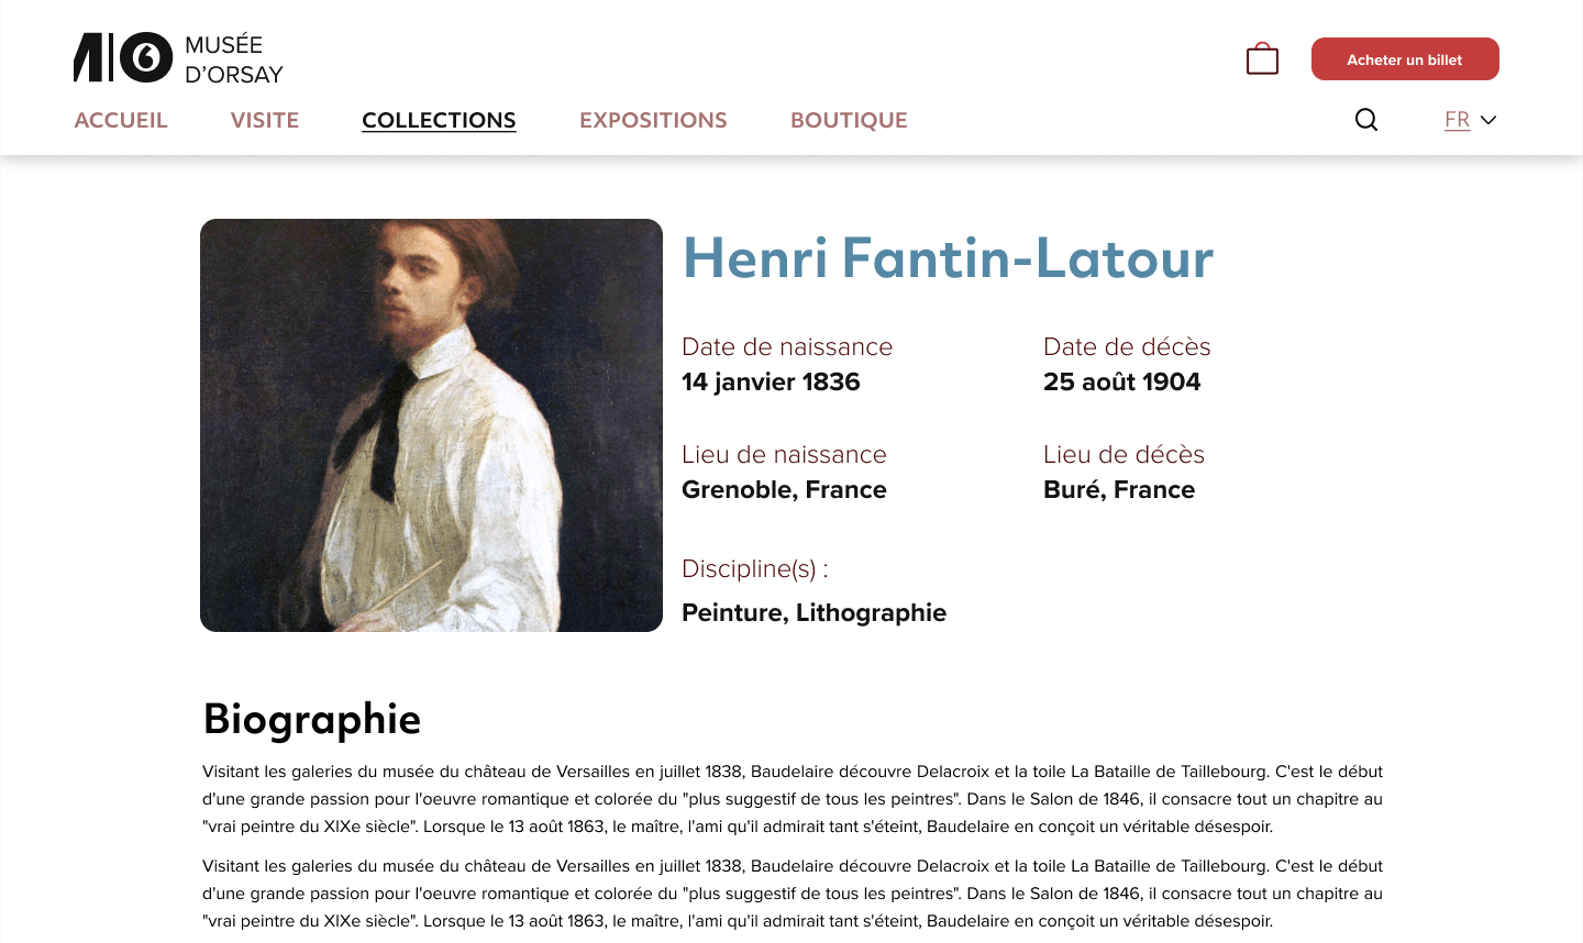 MUSÉE
D'ORSAY
Acheter un billet
ACCUEIL VISITE COLLECTIONS EXPOSITIONS BOUTIQUE FR
Henri Fantin-Latour
Date de naissance Date de décès
14 janvier 1836 25 août 1904
Lieu de naissance Lieu de décès
Grenoble, France Buré, France
Discipline(s) :
Peinture, Lithographie
Biographie
Visitant les galeries du musée du château de Versailles en juillet 1838, Baudelaire découvre Delacroix et la toile La Bataille de Taillebourg. C'est le début
d'une grande passion pour l'oeuvre romantique et colorée du "plus suggestif de tous les peintres". Dans le Salon de 1846, il consacre tout un chapitre au
"vrai peintre du XIXe siècle". Lorsque le 13 août 1863, le maître, l'ami qu'il admirait tant s'éteint, Baudelaire en conçoit un véritable désespoir.
Visitant les galeries du musée du château de Versailles en juillet 1838, Baudelaire découvre Delacroix et la toile La Bataille de Taillebourg. C'est le début
d'une grande passion pour l'oeuvre romantique et colorée du "plus suggestif de tous les peintres". Dans le Salon de 1846, il consacre tout un chapitre au
"vrai peintre du XIXe siècle". Lorsque le 13 août 1863, le maître, l'ami qu'il admirait tant s'éteint, Baudelaire en conçoit un véritable désespoir.